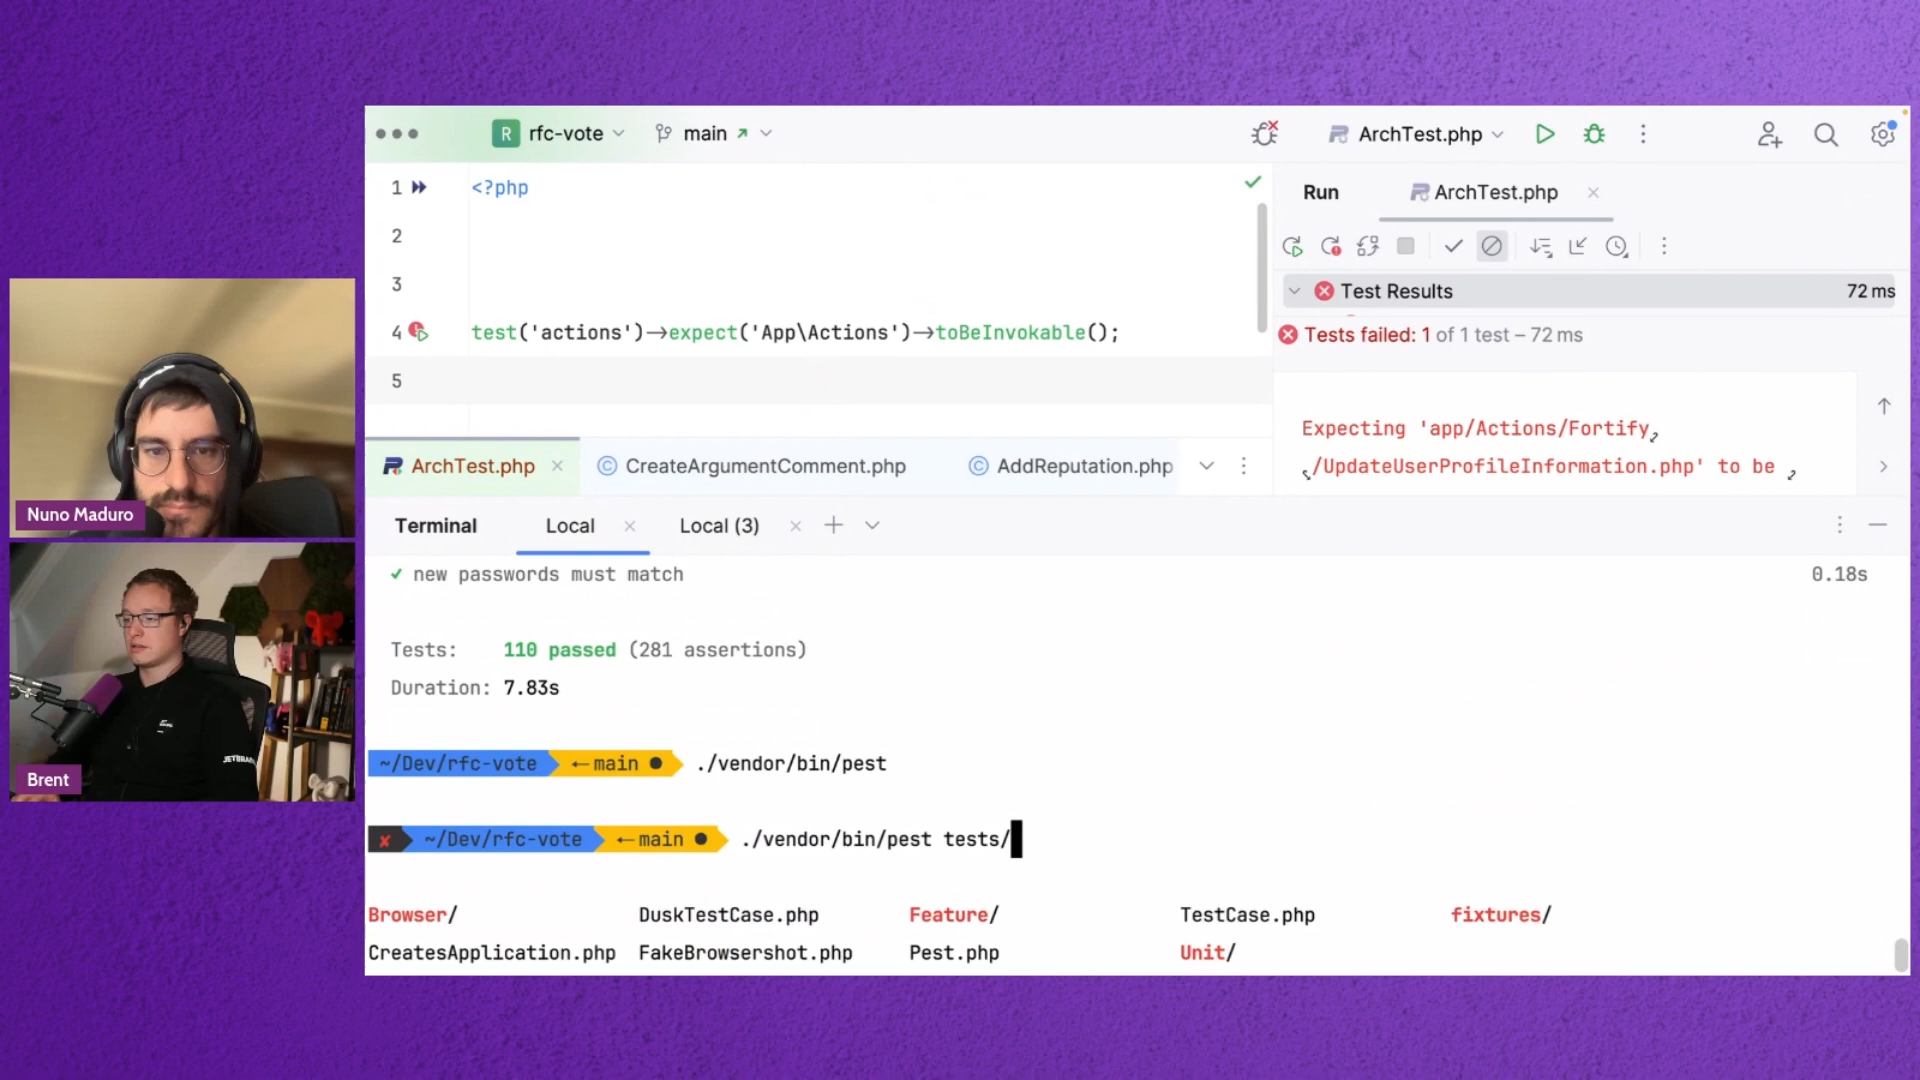 R rfc-vote main ArchTest.php
1 <?php
2
3
4 test('actions')→expect('App\Actions')→toBeInvokable();
5
Run ArchTest.php
Test Results 72 ms
Tests failed: 1 of 1 test – 72 ms
Expecting 'app/Actions/Fortify
/UpdateUserProfileInformation.php' to be
ArchTest.php CreateArgumentComment.php AddReputation.php
Terminal Local Local (3)
✓ new passwords must match 0.18s
Tests: 110 passed (281 assertions)
Duration: 7.83s
~/Dev/rfc-vote ←main ● ./vendor/bin/pest
✘ ~/Dev/rfc-vote ←main ● ./vendor/bin/pest tests/
Browser/ DuskTestCase.php Feature/ TestCase.php fixtures/
CreatesApplication.php FakeBrowsershot.php Pest.php Unit/
Nuno Maduro
Brent